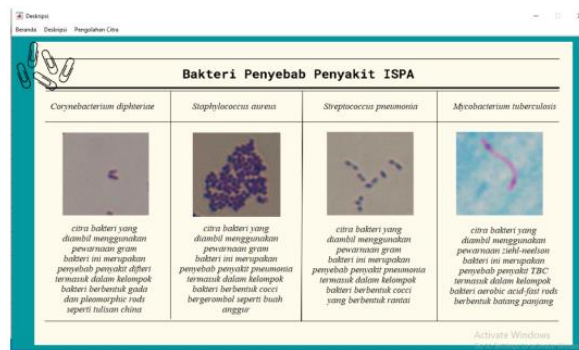 Deskripsi
Beranda Deskripsi Pengolahan Citra
Bakteri Penyebab Penyakit ISPA
Corynebacterium diphteriae
Staphylococcus aureus
Streptococcus pneumonia
Mycobacterium tuberculosis
citra bakteri yang
diambil menggunakan
pewarnaan gram
bakteri ini merupakan
penyebab penyakit difteri
termasuk dalam kelompok
bakteri berbentuk gada
dan pleomorphic rods
seperti tulisan china
citra bakteri yang
diambil menggunakan
pewarnaan gram
bakteri ini merupakan
penyebab penyakit pneumonia
termasuk dalam kelompok
bakteri berbentuk cocci
bergerombol seperti buah
anggur
citra bakteri yang
diambil menggunakan
pewarnaan gram
bakteri ini merupakan
penyebab penyakit pneumonia
termasuk dalam kelompok
bakteri berbentuk cocci
yang berbentuk rantai
citra bakteri yang
diambil menggunakan
pewarnaan ziehl-neelsen
bakteri ini merupakan
penyebab penyakit TBC
termasuk dalam kelompok
bakteri aerobic acid-fast rods
berbentuk batang panjang
Activate Windows